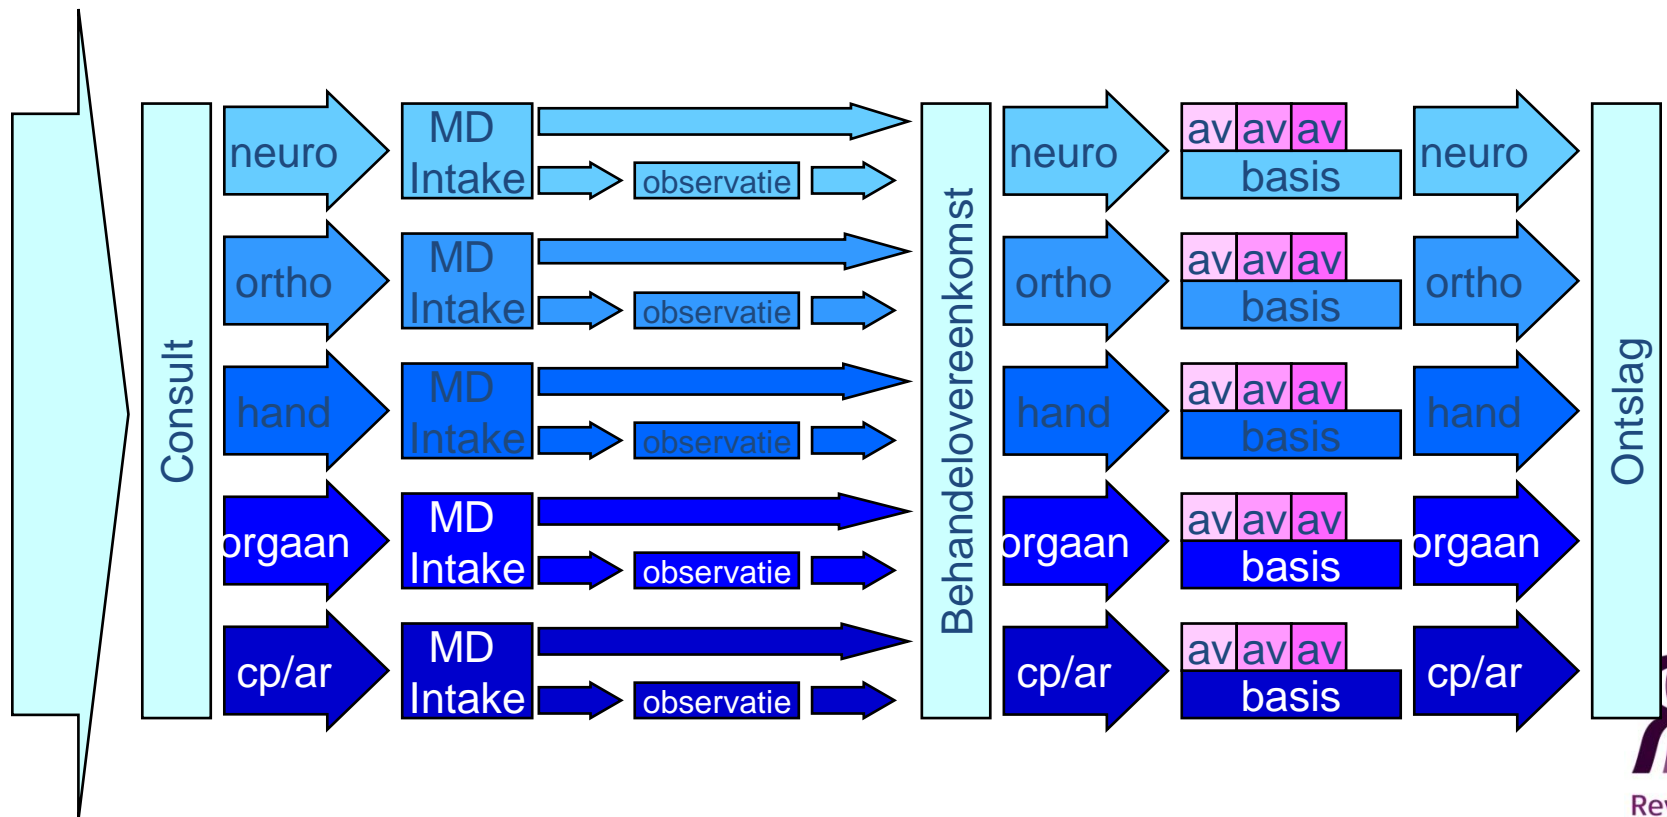 Consult
neuro
MD
Intake
observatie
Behandelovereenkomst
neuro
av av av
basis
neuro
Ontslag
ortho
MD
Intake
observatie
ortho
av av av
basis
ortho
hand
MD
Intake
observatie
hand
av av av
basis
hand
orgaan
MD
Intake
observatie
orgaan
av av av
basis
orgaan
cp/ar
MD
Intake
observatie
cp/ar
av av av
basis
cp/ar